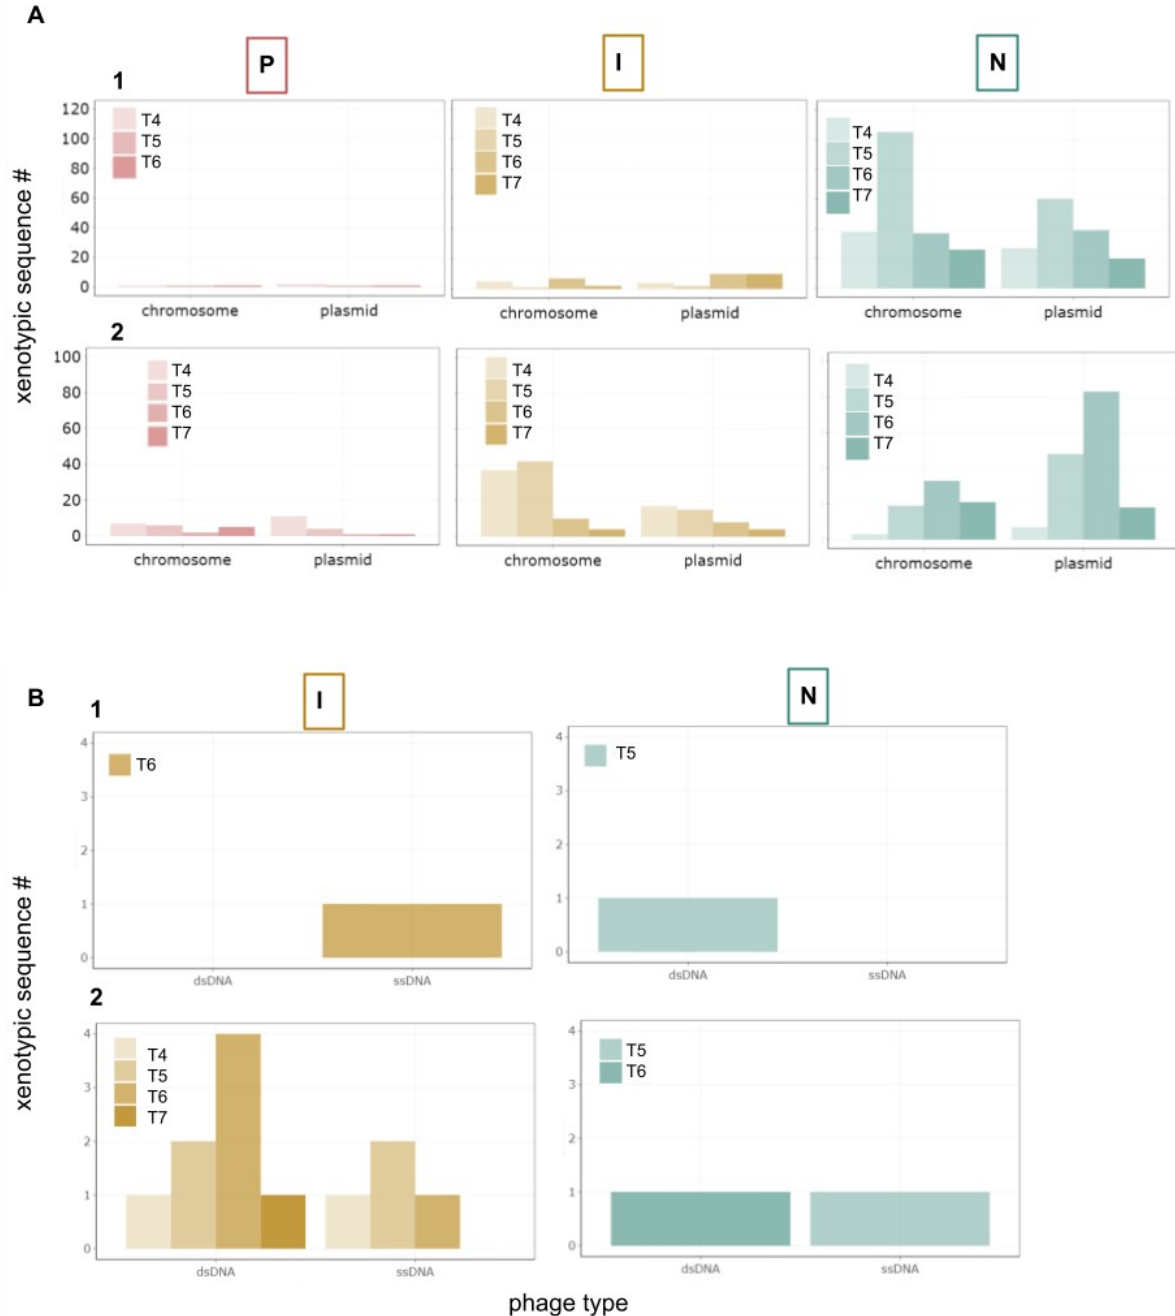 A
P
I
N
1
T4
T5
T6
T4
T5
T6
T7
T4
T5
T6
T7
120
100
80
60
40
20
0
chromosome
plasmid
chromosome
plasmid
chromosome
plasmid
xenotypic sequence #
2
T4
T5
T6
T7
T4
T5
T6
T7
T4
T5
T6
T7
100
80
60
40
20
0
chromosome
plasmid
chromosome
plasmid
chromosome
plasmid
B
I
N
1
T6
T5
4
3
2
1
0
4
3
2
1
0
dsDNA
ssDNA
dsDNA
ssDNA
xenotypic sequence #
2
T4
T5
T6
T7
T5
T6
4
3
2
1
0
4
3
2
1
0
dsDNA
ssDNA
dsDNA
ssDNA
phage type